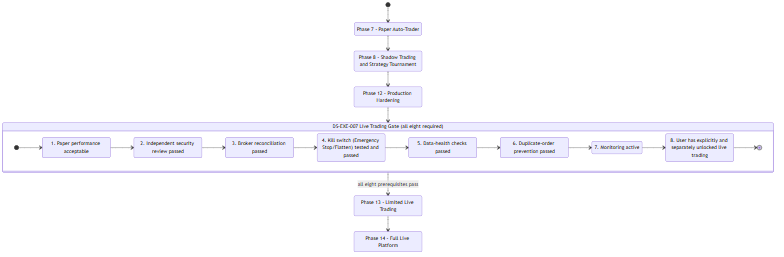 Phase 7 - Paper Auto-Trader
Phase 8 - Shadow Trading
and Strategy Tournament
Phase 12 - Production
Hardening
DS-EXE-007 Live Trading Gate (all eight required)
1. Paper performance
acceptable
2. Independent security
review passed
3. Broker reconciliation
passed
4. Kill switch (Emergency
Stop/Flatten) tested and
passed
5. Data-health checks
passed
6. Duplicate-order
prevention passed
7. Monitoring active
8. User has explicitly and
separately unlocked live
trading
all eight prerequisites pass
Phase 13 - Limited Live
Trading
Phase 14 - Full Live
Platform